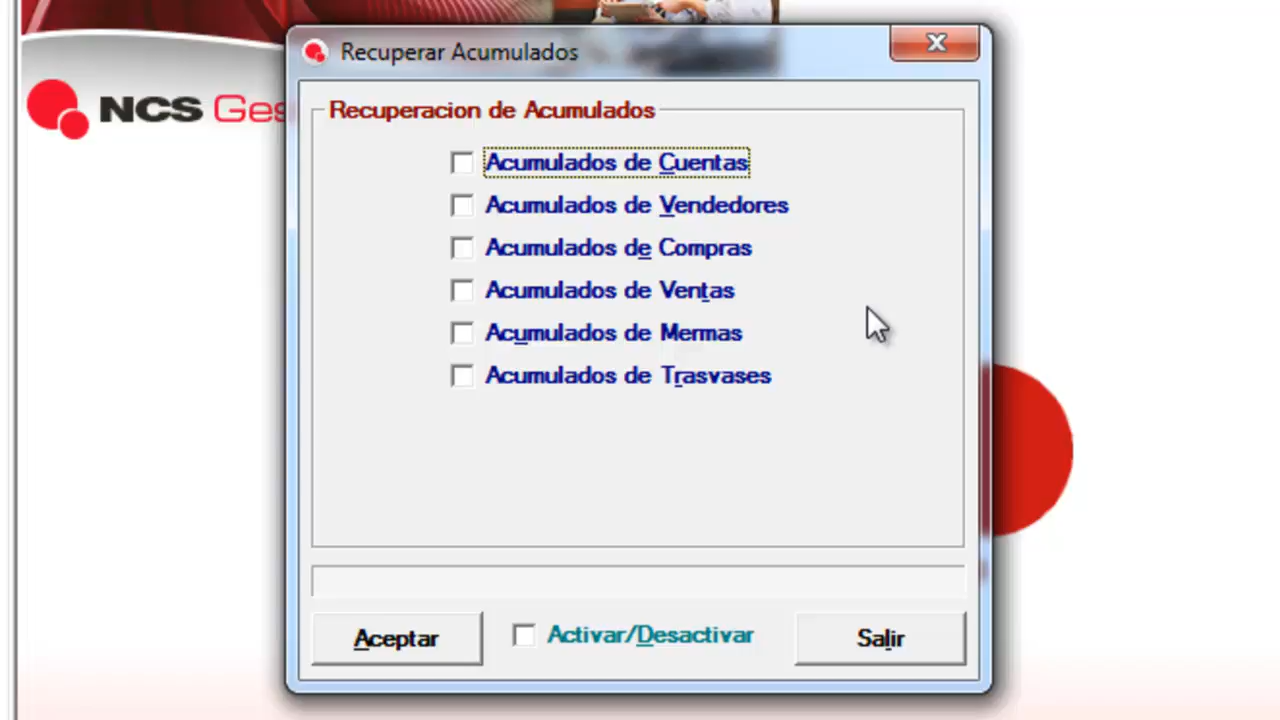 Recuperar Acumulados
NCS
Recuperacion de Acumulados
Acumulados de Cuentas
Acumulados de Vendedores
Acumulados de Compras
Acumulados de Ventas
Acumulados de Mermas
Acumulados de Trasvases
Aceptar
Activar/Desactivar
Salir